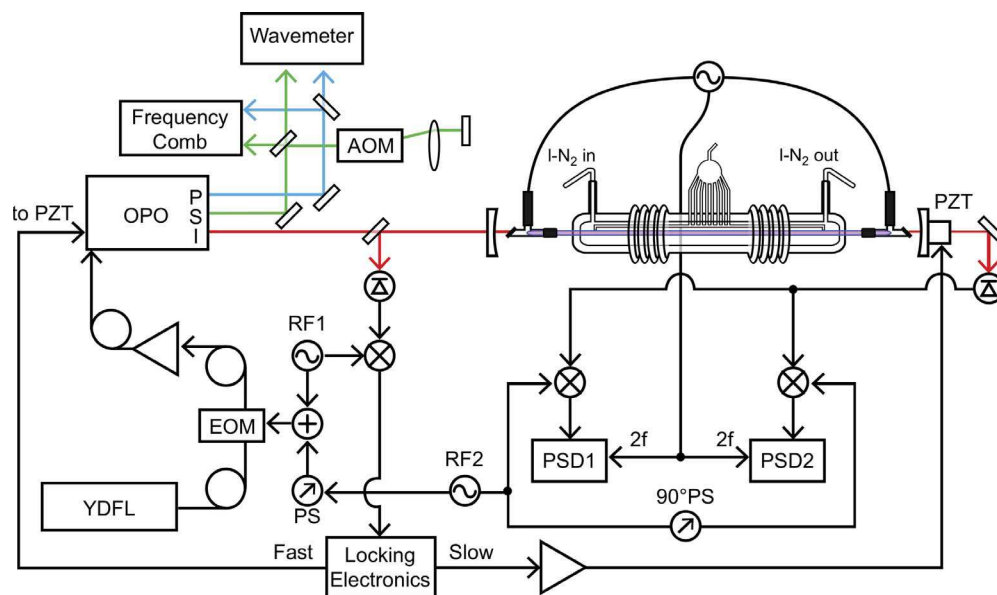 Wavemeter
Frequency
Comb
AOM
l-N₂ in
l-N₂ out
to PZT
OPO
P
S
I
PZT
RF1
EOM
2f
2f
PSD1
PSD2
RF2
YDFL
PS
90°PS
Fast
Locking
Electronics
Slow